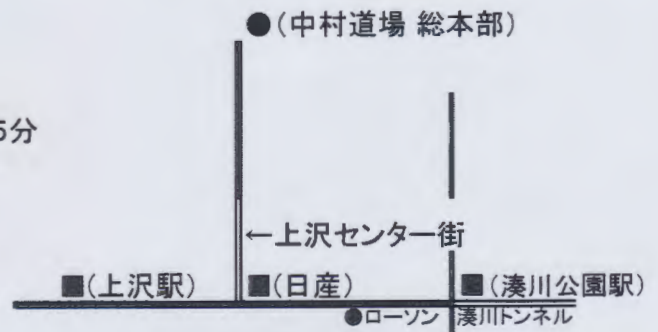 ●(中村道場 総本部)
5分
←上沢センター街
■(上沢駅) ■(日産) ■(湊川公園駅)
●ローソン 湊川トンネル